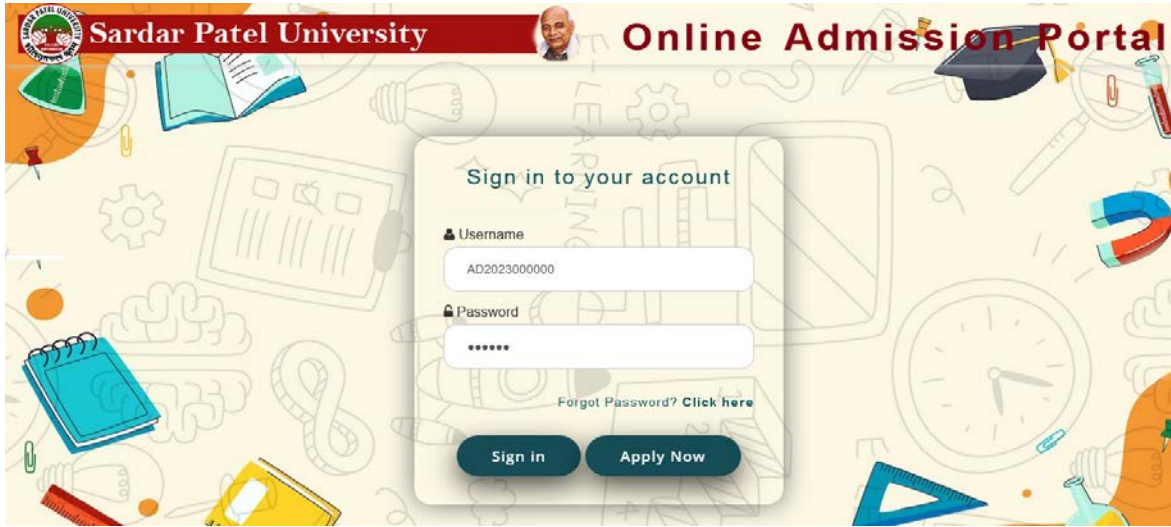 Sardar Patel University
Online Admission Portal
E-LEARNING
Sign in to your account
Username
AD2023000000
Password
••••••
Forgot Password? Click here
Sign in
Apply Now